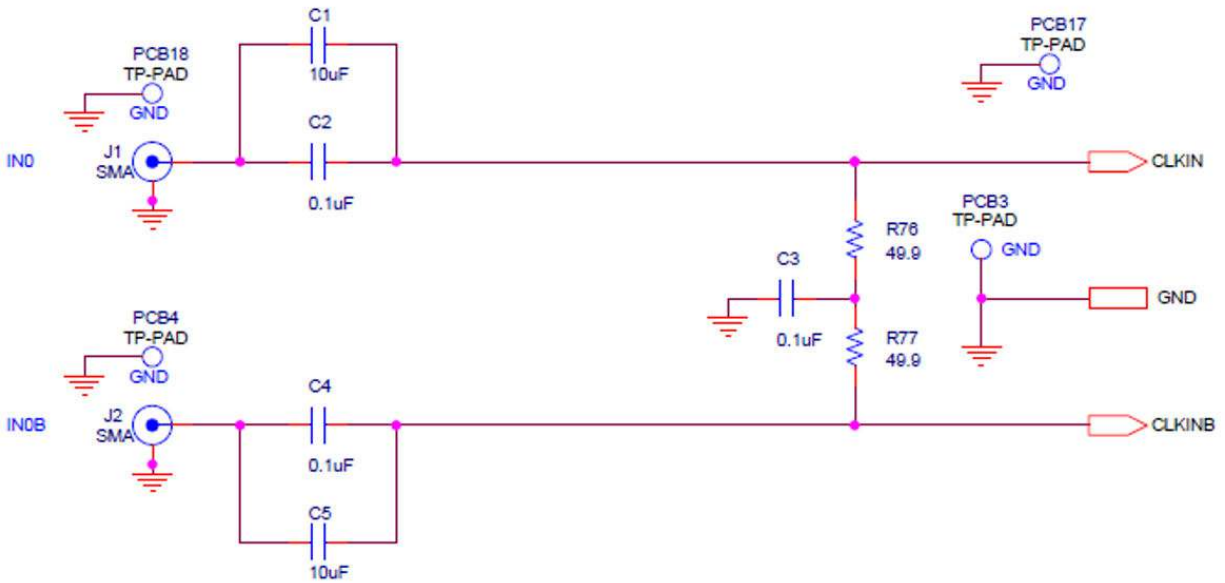 C1
10uF
PCB18
TP-PAD
GND
PCB17
TP-PAD
GND
IN0
J1
SMA
C2
0.1uF
CLKIN
R76
49.9
PCB3
TP-PAD
GND
C3
0.1uF
GND
R77
49.9
PCB4
TP-PAD
GND
IN0B
J2
SMA
C4
0.1uF
CLKINB
C5
10uF